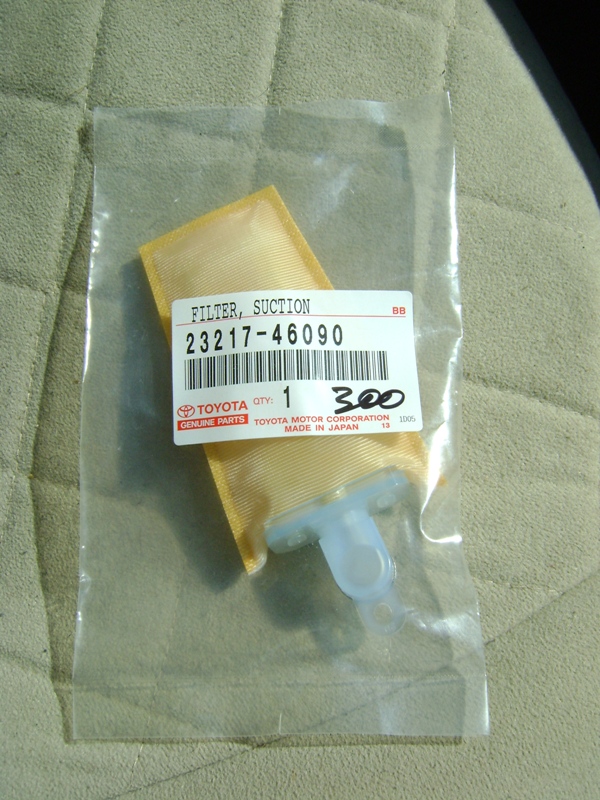 FILTER, SUCTION
BB
23217-46090
TOYOTA
GENUINE PARTS
QTY: 1
300
TOYOTA MOTOR CORPORATION
MADE IN JAPAN 13
1D05